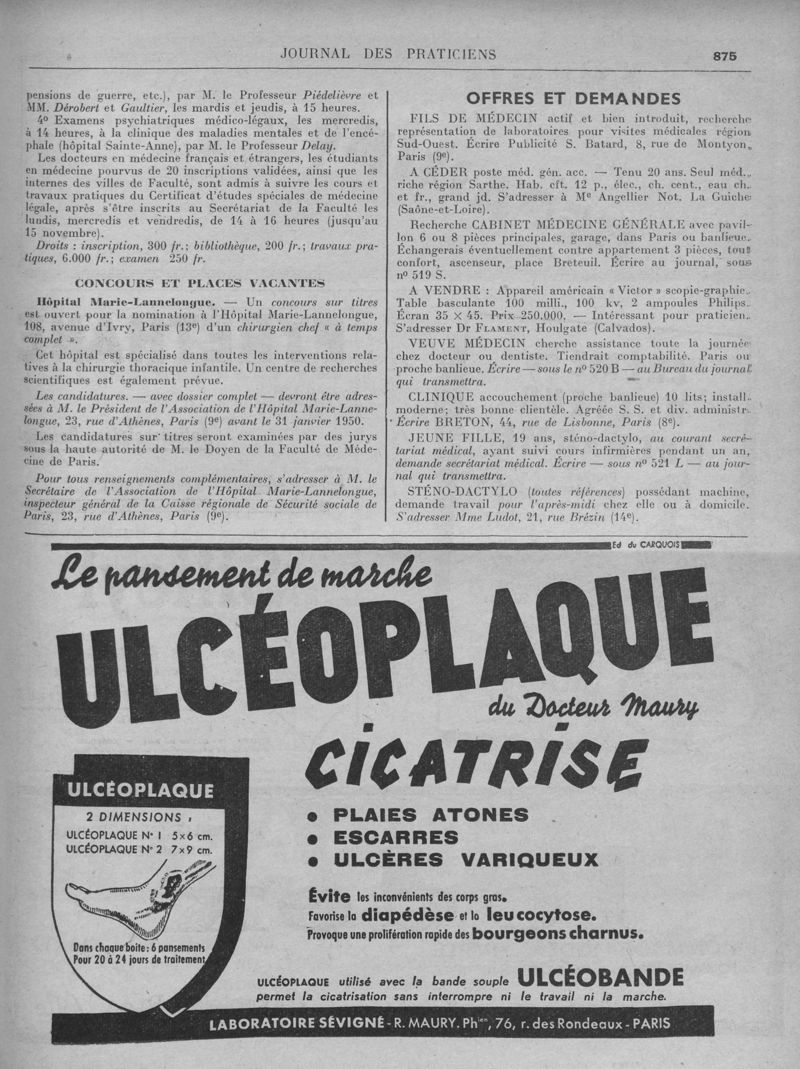 JOURNAL DES PRATICIENS
875
pensions de guerre, etc.), par M. le Professeur Piédelièvre et
MM. Dérobert et Gaultier, les mardis et jeudis, à 15 heures.
4º Examens psychiatriques médico-légaux, les mercredis,
à 14 heures, à la clinique des maladies mentales et de l'encé-
phale (hôpital Sainte-Anne), par M. le Professeur Delay.
Les docteurs en médecine français et étrangers, les étudiants
en médecine pourvus de 20 inscriptions validées, ainsi que les
internes des villes de Faculté, sont admis à suivre les cours et
travaux pratiques du Certificat d'études spéciales de médecine
légale, après s'être inscrits au Secrétariat de la Faculté les
lundis, mercredis et vendredis, de 14 à 16 heures (jusqu'au
15 novembre).
Droits : inscription, 300 fr.; bibliothèque, 200 fr.; travaux pra-
tiques, 6.000 fr.; examen 250 fr.
CONCOURS ET PLACES VACANTES
Hôpital Marie-Lannelongue. — Un concours sur titres
est ouvert pour la nomination à l'Hôpital Marie-Lannelongue,
108, avenue d'Ivry, Paris (13e) d'un chirurgien chef « à temps
complet ».
Cet hôpital est spécialisé dans toutes les interventions rela-
tives à la chirurgie thoracique infantile. Un centre de recherches
scientifiques est également prévue.
Les candidatures. — avec dossier complet — devront être adres-
sées à M. le Président de l'Association de l'Hôpital Marie-Lanne-
longue, 23, rue d'Athènes, Paris (9e) avant le 31 janvier 1950.
Les candidatures sur titres seront examinées par des jurys
sous la haute autorité de M. le Doyen de la Faculté de Méde-
cine de Paris.
Pour tous renseignements complémentaires, s'adresser à M. le
Secrétaire de l'Association de l'Hôpital Marie-Lannelongue,
inspecteur général de la Caisse régionale de Sécurité sociale de
Paris, 23, rue d'Athènes, Paris (9e).
OFFRES ET DEMANDES
FILS DE MÉDECIN actif et bien introduit, recherche
représentation de laboratoires pour visites médicales région
Sud-Ouest. Écrire Publicité S. Batard, 8, rue de Montyon,
Paris (9e).
A CÉDER poste méd. gén. acc. — Tenu 20 ans. Seul méd.
riche région Sarthe. Hab. cft. 12 p., élec., ch. cent., eau ch.
et fr., grand jd. S'adresser à Me Angellier Not. La Guiche
(Saône-et-Loire).
Recherche CABINET MÉDECINE GÉNÉRALE avec pavil-
lon 6 ou 8 pièces principales, garage, dans Paris ou banlieue.
Échangerais éventuellement contre appartement 3 pièces, tout
confort, ascenseur, place Breteuil. Écrire au journal, sous
nº 519 S.
A VENDRE : Appareil américain « Victor » scopie-graphie.
Table basculante 100 milli., 100 kv, 2 ampoules Philips.
Écran 35 X 45. Prix 250.000. — Intéressant pour praticien.
S'adresser Dr FLAMENT, Houlgate (Calvados).
VEUVE MÉDECIN cherche assistance toute la journée
chez docteur ou dentiste. Tiendrait comptabilité. Paris ou
proche banlieue. Écrire — sous le nº 520 B — au Bureau du journal
qui transmettra.
CLINIQUE accouchement (proche banlieue) 10 lits; install.
moderne; très bonne clientèle. Agréée S. S. et div. administr.
Écrire BRETON, 44, rue de Lisbonne, Paris (8e).
JEUNE FILLE, 19 ans, sténo-dactylo, au courant secré-
tariat médical, ayant suivi cours infirmières pendant un an,
demande secrétariat médical. Écrire — sous nº 521 L — au jour-
nal qui transmettra.
STÉNO-DACTYLO (toutes références) possédant machine,
demande travail pour l'après-midi chez elle ou à domicile.
S'adresser Mme Ludot, 21, rue Brézin (14e).
Ed du CARQUOIS
Le pansement de marche
ULCÉOPLAQUE
du Docteur Maury
CICATRISE
• PLAIES ATONES
• ESCARRES
• ULCÈRES VARIQUEUX
ULCÉOPLAQUE
2 DIMENSIONS :
ULCÉOPLAQUE Nº 1 5x6 cm.
ULCÉOPLAQUE Nº 2 7x9 cm.
Dans chaque boite : 6 pansements
Pour 20 à 24 jours de traitement
Évite les inconvénients des corps gras.
Favorise la diapédèse et la leucocytose.
Provoque une prolifération rapide des bourgeons charnus.
ULCÉOPLAQUE utilisé avec la bande souple ULCÉOBANDE
permet la cicatrisation sans interrompre ni le travail ni la marche.
LABORATOIRE SÉVIGNÉ - R. MAURY. Phien, 76, r. des Rondeaux - PARIS